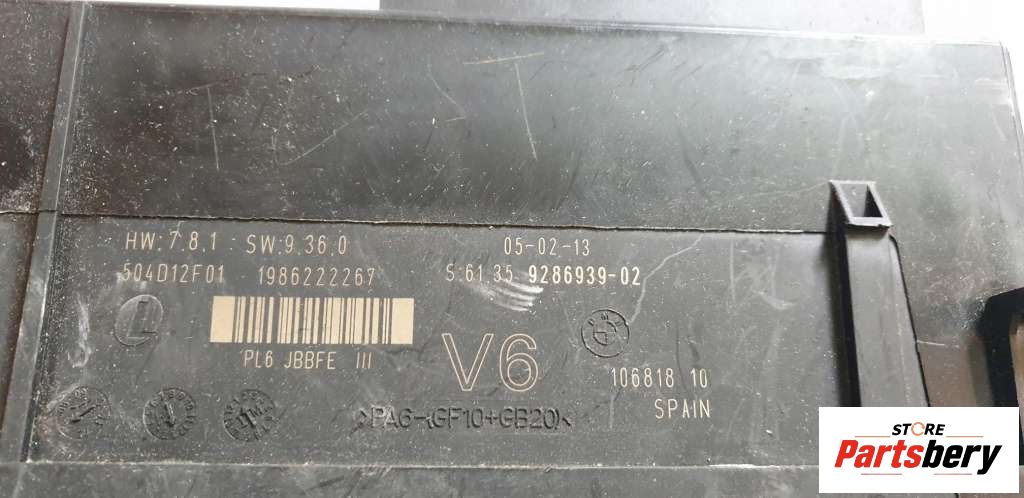 HW:7.8.1 SW.9.36.0 05-02-13
504D12F01 1986222267 S.61.35 9286939-02
L
PL6 JBBFE III
V6
BMW
106818 10
SPAIN
>PA6-(GF10+GB20)<
STORE
Partsbery